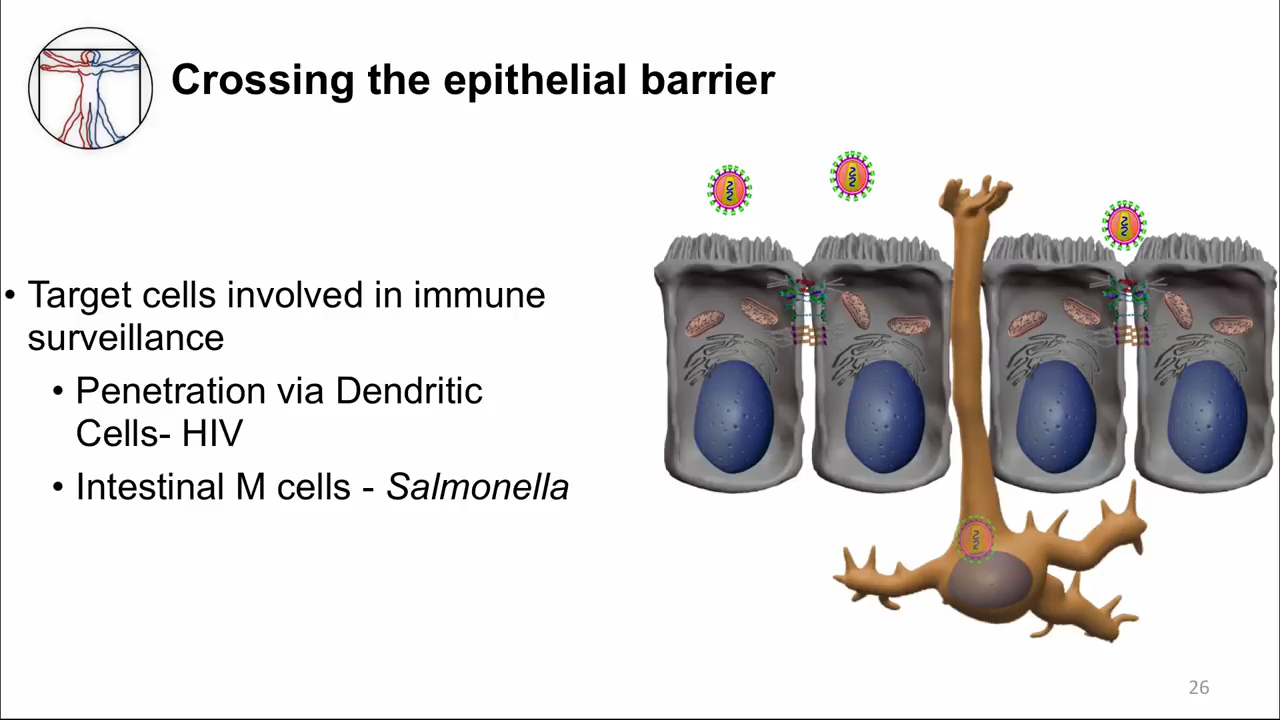 Crossing the epithelial barrier
• Target cells involved in immune
surveillance
• Penetration via Dendritic
Cells- HIV
• Intestinal M cells - Salmonella
26